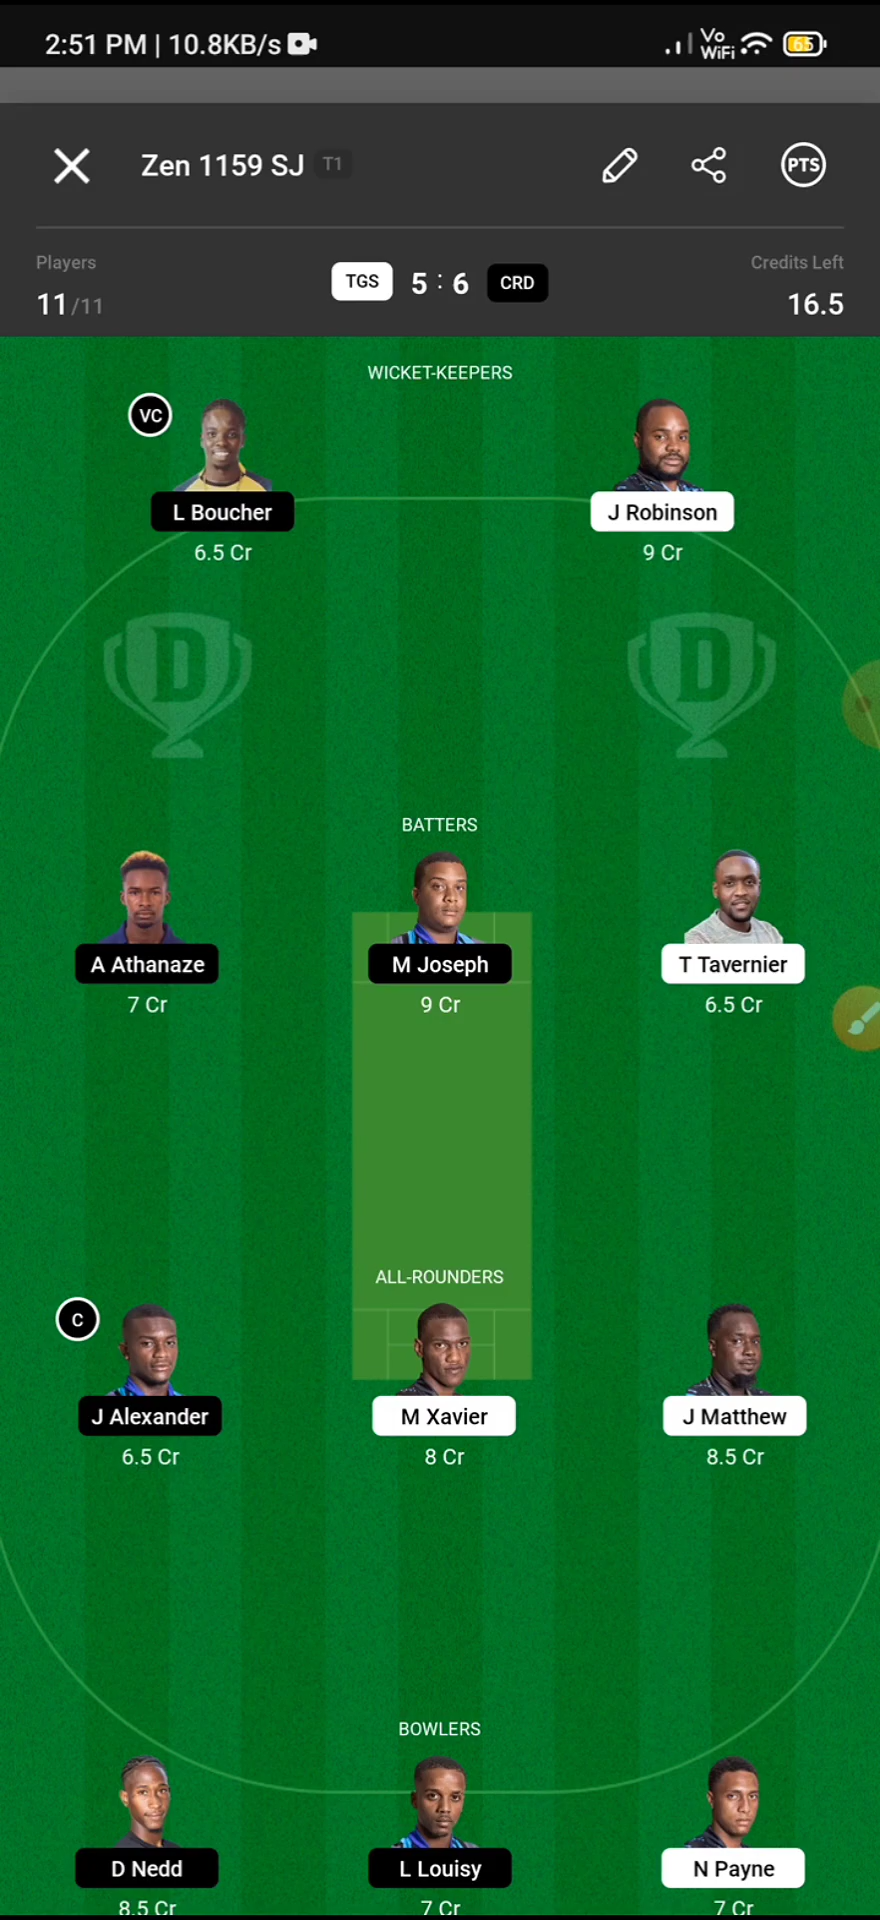 2:51 PM | 10.8KB/s
Vo WiFi
65
Zen 1159 SJ T1
PTS
Players
Credits Left
TGS 5 : 6 CRD
11/11
16.5
WICKET-KEEPERS
VC
L Boucher
J Robinson
6.5 Cr
9 Cr
D
D
BATTERS
A Athanaze
M Joseph
T Tavernier
7 Cr
9 Cr
6.5 Cr
ALL-ROUNDERS
C
J Alexander
M Xavier
J Matthew
6.5 Cr
8 Cr
8.5 Cr
BOWLERS
D Nedd
L Louisy
N Payne
8.5 Cr
7 Cr
7 Cr